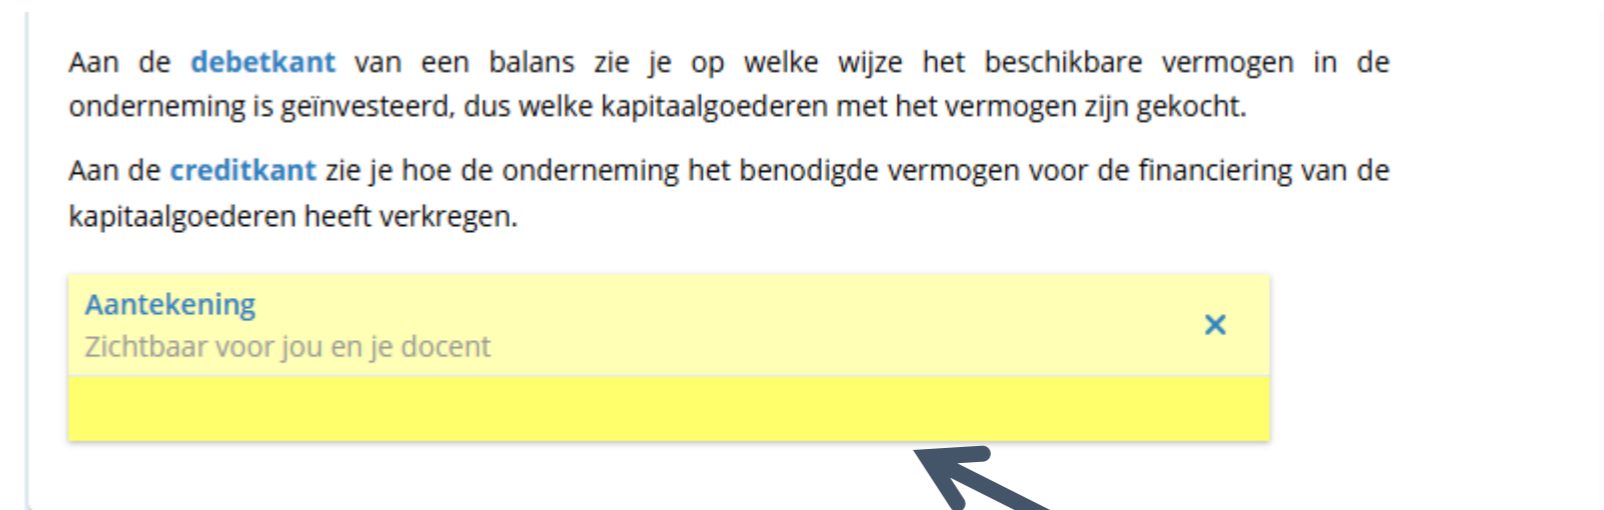 Aan de debetkant van een balans zie je op welke wijze het beschikbare vermogen in de
onderneming is geïnvesteerd, dus welke kapitaalgoederen met het vermogen zijn gekocht.
Aan de creditkant zie je hoe de onderneming het benodigde vermogen voor de financiering van de
kapitaalgoederen heeft verkregen.
Aantekening
Zichtbaar voor jou en je docent